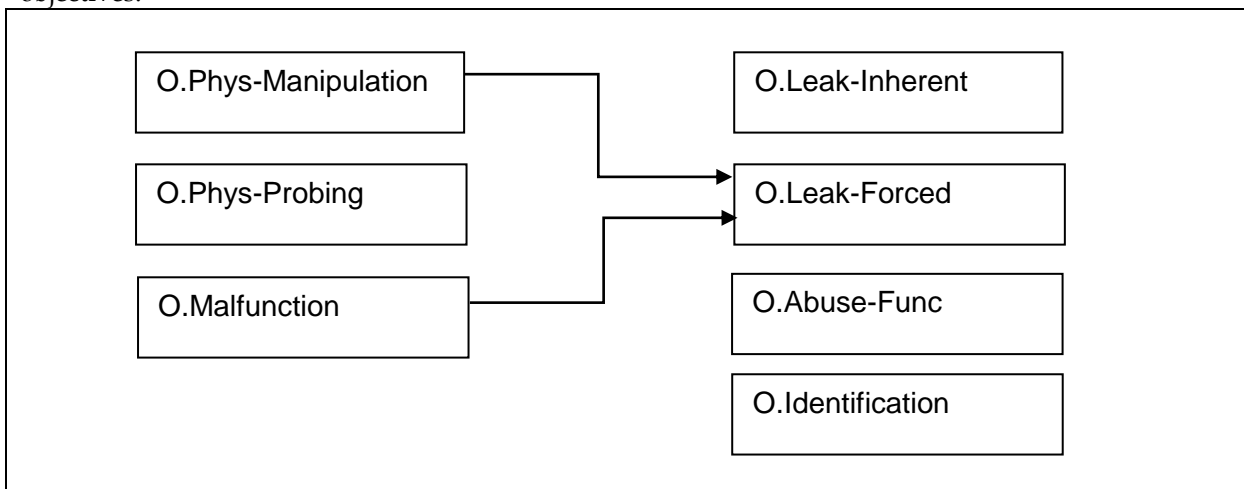 objectives.
O.Phys-Manipulation
O.Leak-Inherent
O.Phys-Probing
O.Leak-Forced
O.Malfunction
O.Abuse-Func
O.Identification